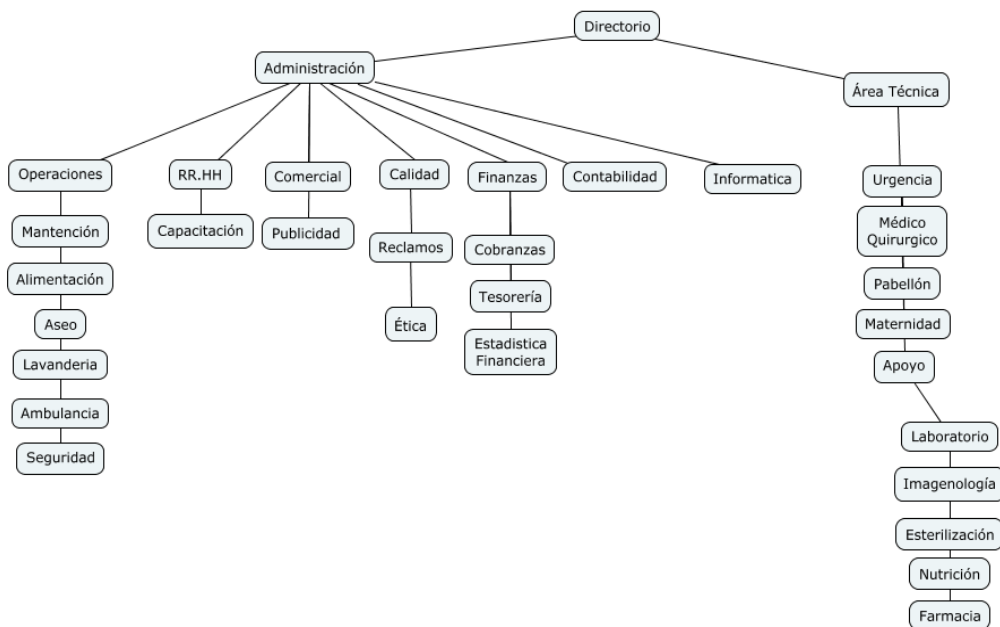 Directorio
Administración
Área Técnica
Operaciones
RR.HH
Comercial
Calidad
Finanzas
Contabilidad
Informatica
Urgencia
Mantención
Capacitación
Publicidad
Reclamos
Cobranzas
Médico
Quirurgico
Alimentación
Tesorería
Pabellón
Aseo
Ética
Estadistica
Financiera
Maternidad
Lavanderia
Apoyo
Ambulancia
Laboratorio
Seguridad
Imagenología
Esterilización
Nutrición
Farmacia